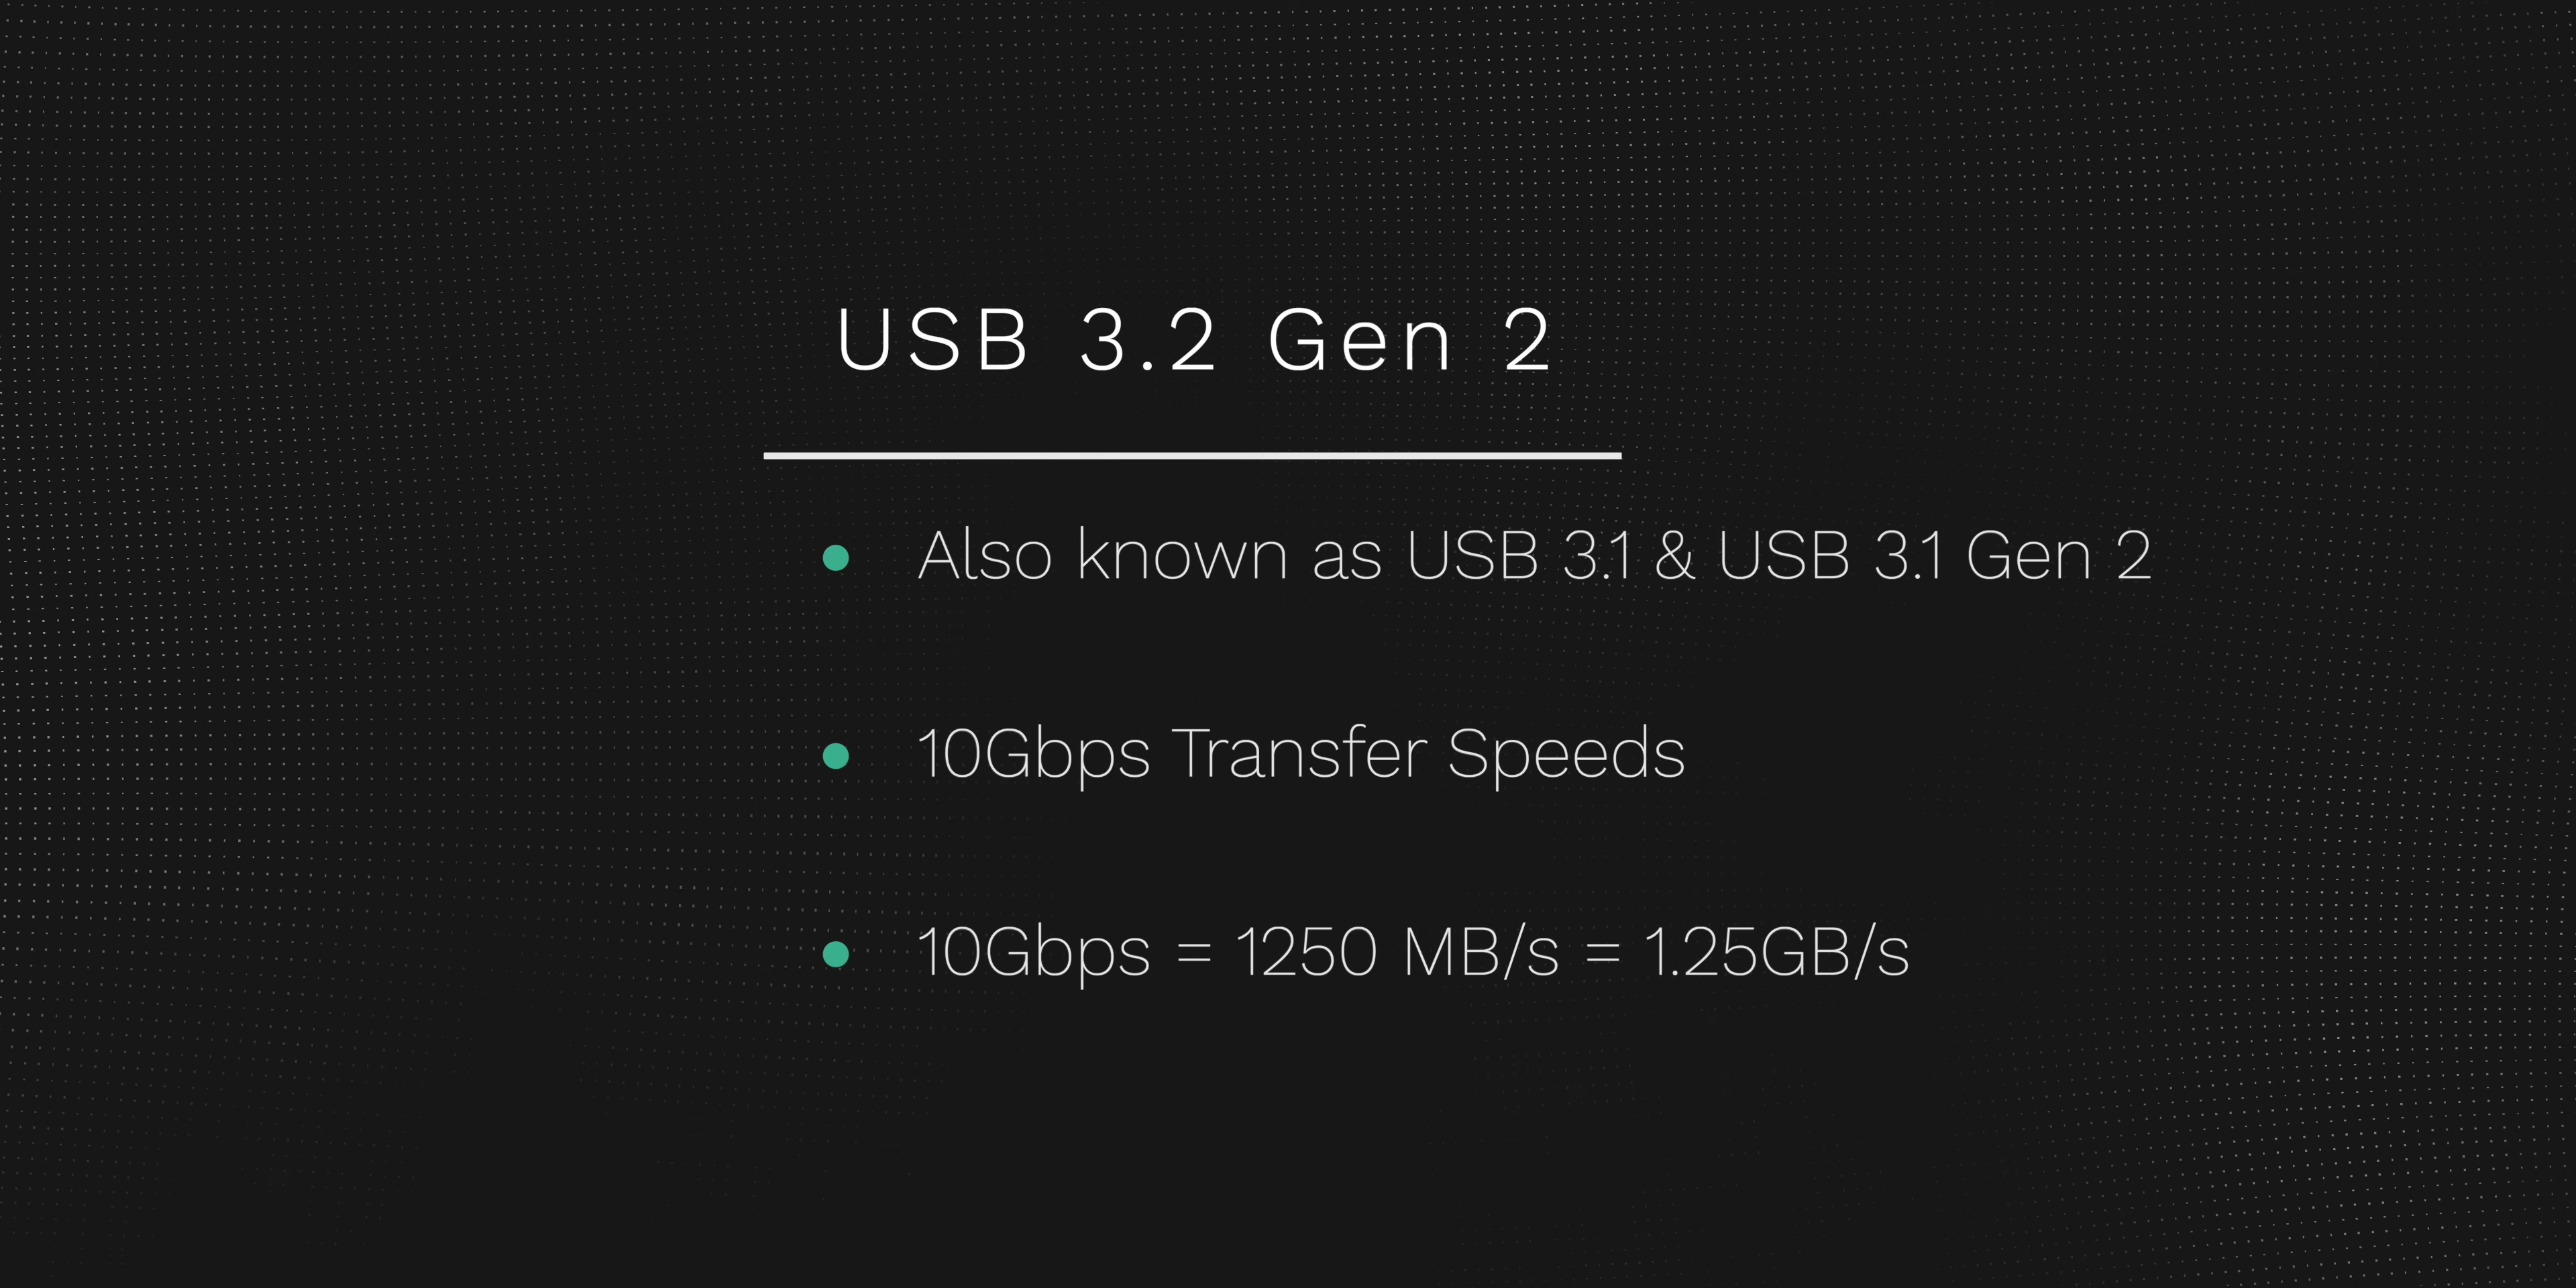 USB 3.2 Gen 2
Also known as USB 3.1 & USB 3.1 Gen 2
10Gbps Transfer Speeds
10Gbps = 1250 MB/s = 1.25GB/s